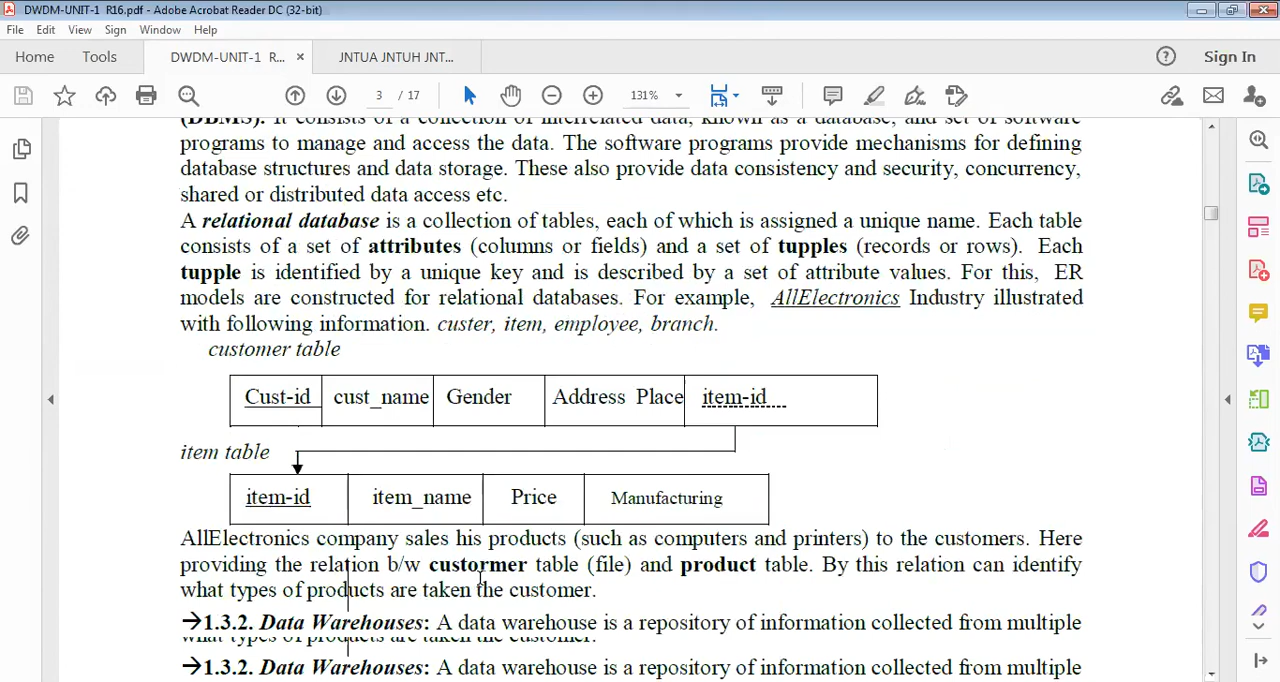 DWDM-UNIT-1 R16.pdf - Adobe Acrobat Reader DC (32-bit)
File Edit View Sign Window Help
Home Tools DWDM-UNIT-1 R... × JNTUA JNTUH JNT... Sign In
3 / 17 131%
(DBMS). It consists of a collection of interrelated data, known as a database, and set of software
programs to manage and access the data. The software programs provide mechanisms for defining
database structures and data storage. These also provide data consistency and security, concurrency,
shared or distributed data access etc.
A relational database is a collection of tables, each of which is assigned a unique name. Each table
consists of a set of attributes (columns or fields) and a set of tupples (records or rows). Each
tupple is identified by a unique key and is described by a set of attribute values. For this, ER
models are constructed for relational databases. For example, AllElectronics Industry illustrated
with following information. custer, item, employee, branch.
customer table
Cust-id cust_name Gender Address Place item-id
item table
item-id item_name Price Manufacturing
AllElectronics company sales his products (such as computers and printers) to the customers. Here
providing the relation b/w custormer table (file) and product table. By this relation can identify
what types of products are taken the customer.
→1.3.2. Data Warehouses: A data warehouse is a repository of information collected from multiple
what types of products are taken the customer.
→1.3.2. Data Warehouses: A data warehouse is a repository of information collected from multiple